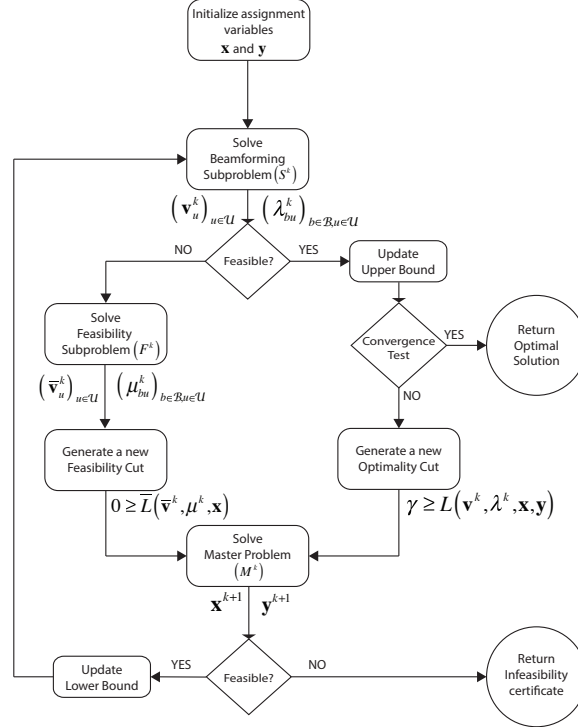 Initialize assignment
variables
x and y
Solve
Beamforming
Subproblem (S^k)
(v_u^k)_{u∈𝒰} (λ_{bu}^k)_{b∈ℬ,u∈𝒰}
NO
Feasible?
YES
Update
Upper Bound
Solve
Feasibility
Subproblem (F^k)
Convergence
Test
YES
Return
Optimal
Solution
(v̅_u^k)_{u∈𝒰} (μ_{bu}^k)_{b∈ℬ,u∈𝒰}
NO
Generate a new
Feasibility Cut
Generate a new
Optimality Cut
0 ≥ L̅(v̅^k, μ^k, x)
γ ≥ L(v^k, λ^k, x, y)
Solve
Master Problem
(M^k)
x^{k+1} y^{k+1}
Update
Lower Bound
YES
Feasible?
NO
Return
Infeasibility
certificate